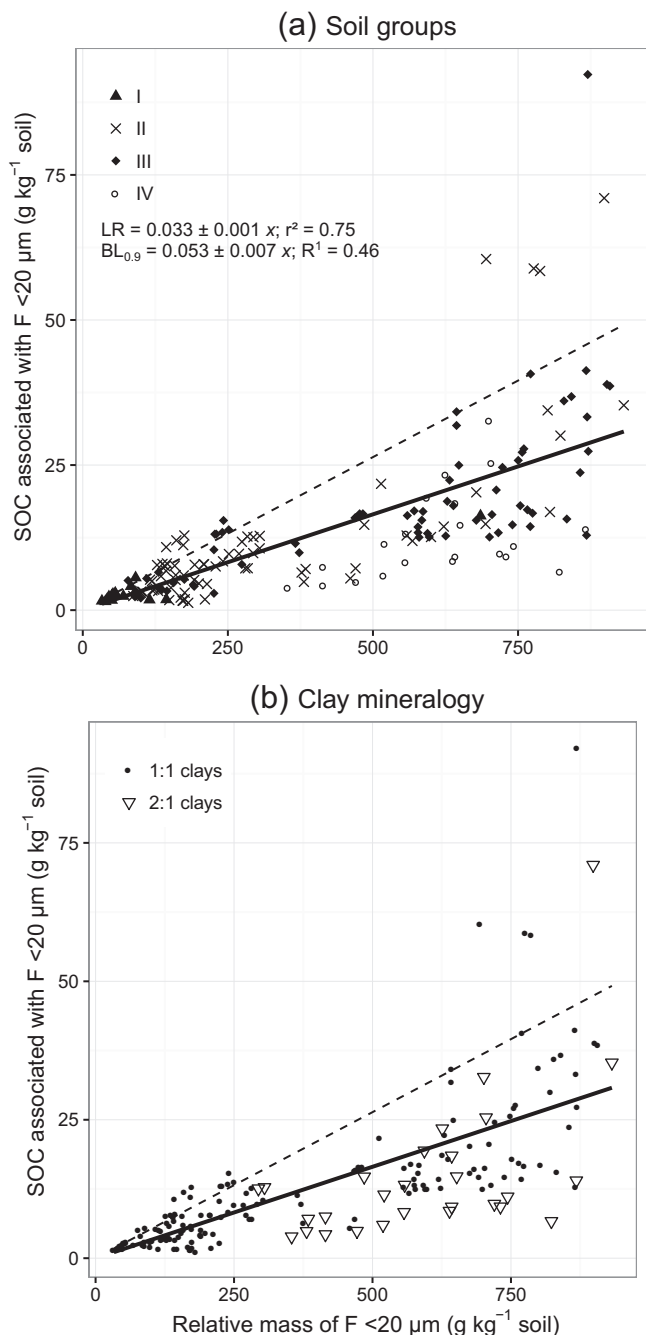 (a) Soil groups
SOC associated with F <20 µm (g kg⁻¹ soil)
I
II
III
IV
LR = 0.033 ± 0.001 x; r² = 0.75
BL₀.₉ = 0.053 ± 0.007 x; R¹ = 0.46
75
50
25
0
0 250 500 750
(b) Clay mineralogy
SOC associated with F <20 µm (g kg⁻¹ soil)
1:1 clays
2:1 clays
75
50
25
0
0 250 500 750
Relative mass of F <20 µm (g kg⁻¹ soil)